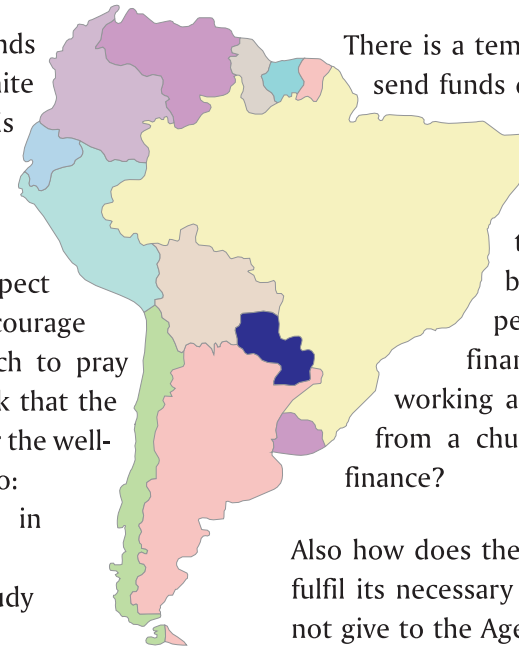 nds
ite
s
pect
courage
ch to pray
k that the
r the well-
o:
in
udy
There is a tem
send funds
t
b
pe
finan
working a
from a chu
finance?
Also how does the
fulfil its necessary
not give to the Age